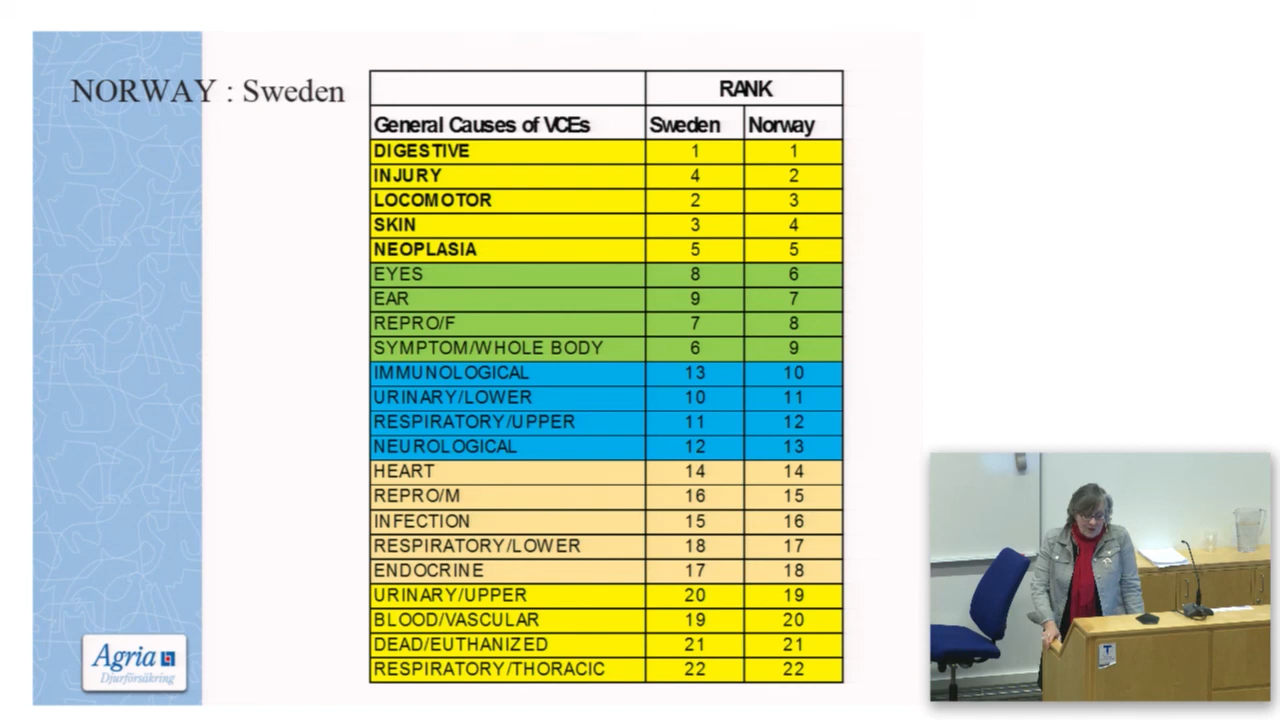 NORWAY : Sweden
RANK
General Causes of VCEs Sweden Norway
DIGESTIVE 1 1
INJURY 4 2
LOCOMOTOR 2 3
SKIN 3 4
NEOPLASIA 5 5
EYES 8 6
EAR 9 7
REPRO/F 7 8
SYMPTOM/WHOLE BODY 6 9
IMMUNOLOGICAL 13 10
URINARY/LOWER 10 11
RESPIRATORY/UPPER 11 12
NEUROLOGICAL 12 13
HEART 14 14
REPRO/M 16 15
INFECTION 15 16
RESPIRATORY/LOWER 18 17
ENDOCRINE 17 18
URINARY/UPPER 20 19
BLOOD/VASCULAR 19 20
DEAD/EUTHANIZED 21 21
RESPIRATORY/THORACIC 22 22
Agria
Djurförsäkring
T